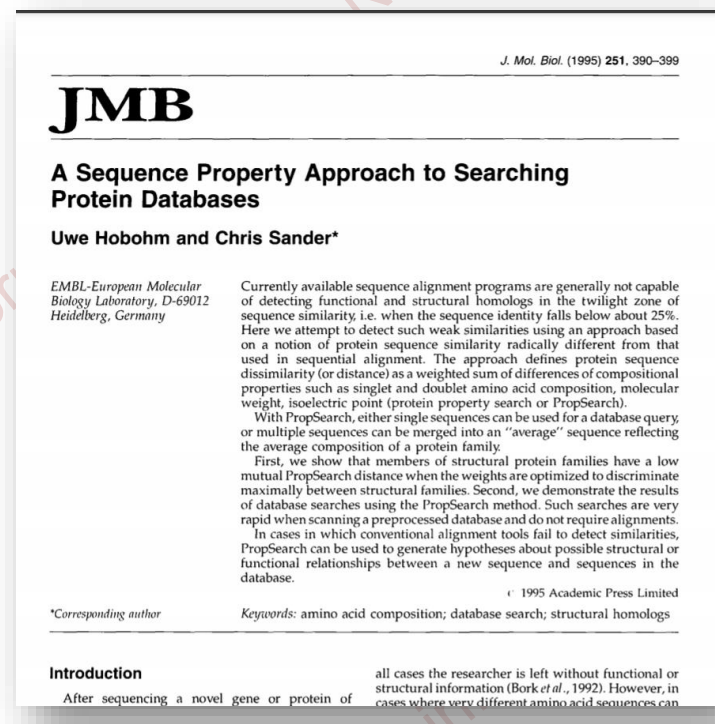 J. Mol. Biol. (1995) 251, 390–399
JMB
A Sequence Property Approach to Searching
Protein Databases
Uwe Hobohm and Chris Sander*
EMBL-European Molecular
Biology Laboratory, D-69012
Heidelberg, Germany
Currently available sequence alignment programs are generally not capable
of detecting functional and structural homologs in the twilight zone of
sequence similarity, i.e. when the sequence identity falls below about 25%.
Here we attempt to detect such weak similarities using an approach based
on a notion of protein sequence similarity radically different from that
used in sequential alignment. The approach defines protein sequence
dissimilarity (or distance) as a weighted sum of differences of compositional
properties such as singlet and doublet amino acid composition, molecular
weight, isoelectric point (protein property search or PropSearch).
With PropSearch, either single sequences can be used for a database query,
or multiple sequences can be merged into an "average" sequence reflecting
the average composition of a protein family.
First, we show that members of structural protein families have a low
mutual PropSearch distance when the weights are optimized to discriminate
maximally between structural families. Second, we demonstrate the results
of database searches using the PropSearch method. Such searches are very
rapid when scanning a preprocessed database and do not require alignments.
In cases in which conventional alignment tools fail to detect similarities,
PropSearch can be used to generate hypotheses about possible structural or
functional relationships between a new sequence and sequences in the
database.
1995 Academic Press Limited
*Corresponding author
Keywords: amino acid composition; database search; structural homologs
Introduction
After sequencing a novel gene or protein of
all cases the researcher is left without functional or
structural information (Bork et al., 1992). However, in
cases where very different amino acid sequences can